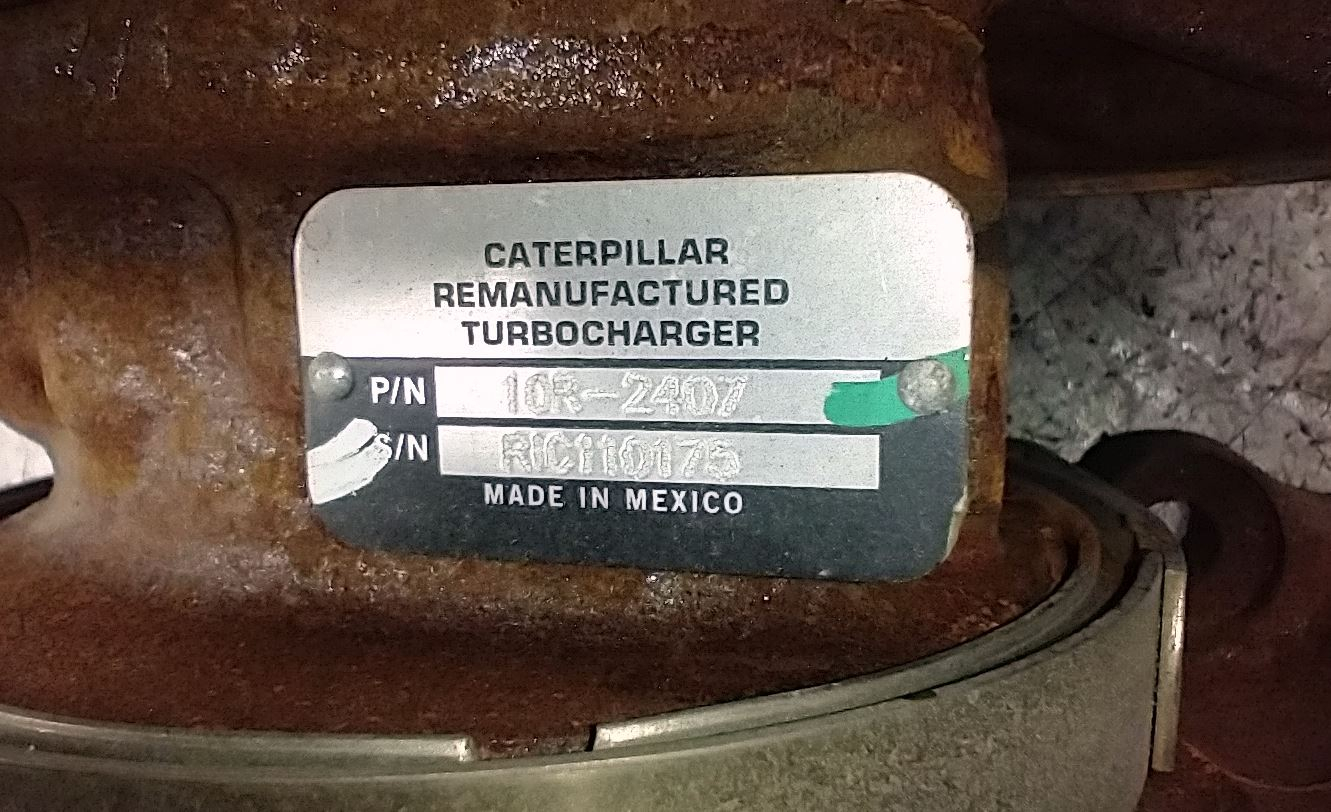 CATERPILLAR
REMANUFACTURED
TURBOCHARGER
P/N 10R-2407
S/N RIC110175
MADE IN MEXICO